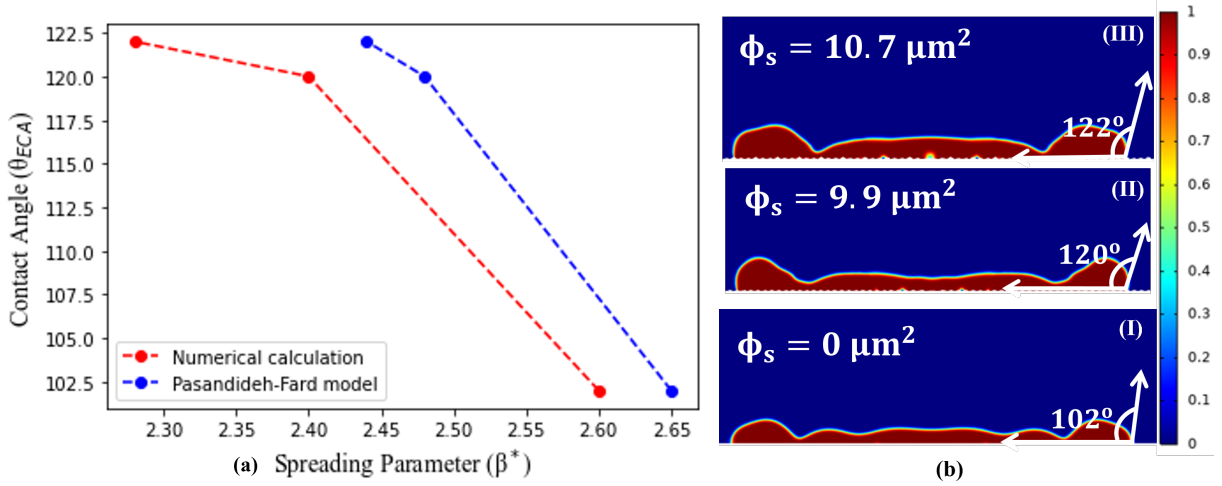 122.5
120.0
117.5
115.0
112.5
110.0
107.5
105.0
102.5
Contact Angle (θ_ECA)
Numerical calculation
Pasandideh-Fard model
2.30 2.35 2.40 2.45 2.50 2.55 2.60 2.65
(a) Spreading Parameter (β*)
ϕₛ = 10.7 μm² (III)
122º
ϕₛ = 9.9 μm² (II)
120º
ϕₛ = 0 μm² (I)
102º
(b)
1
0.9
0.8
0.7
0.6
0.5
0.4
0.3
0.2
0.1
0